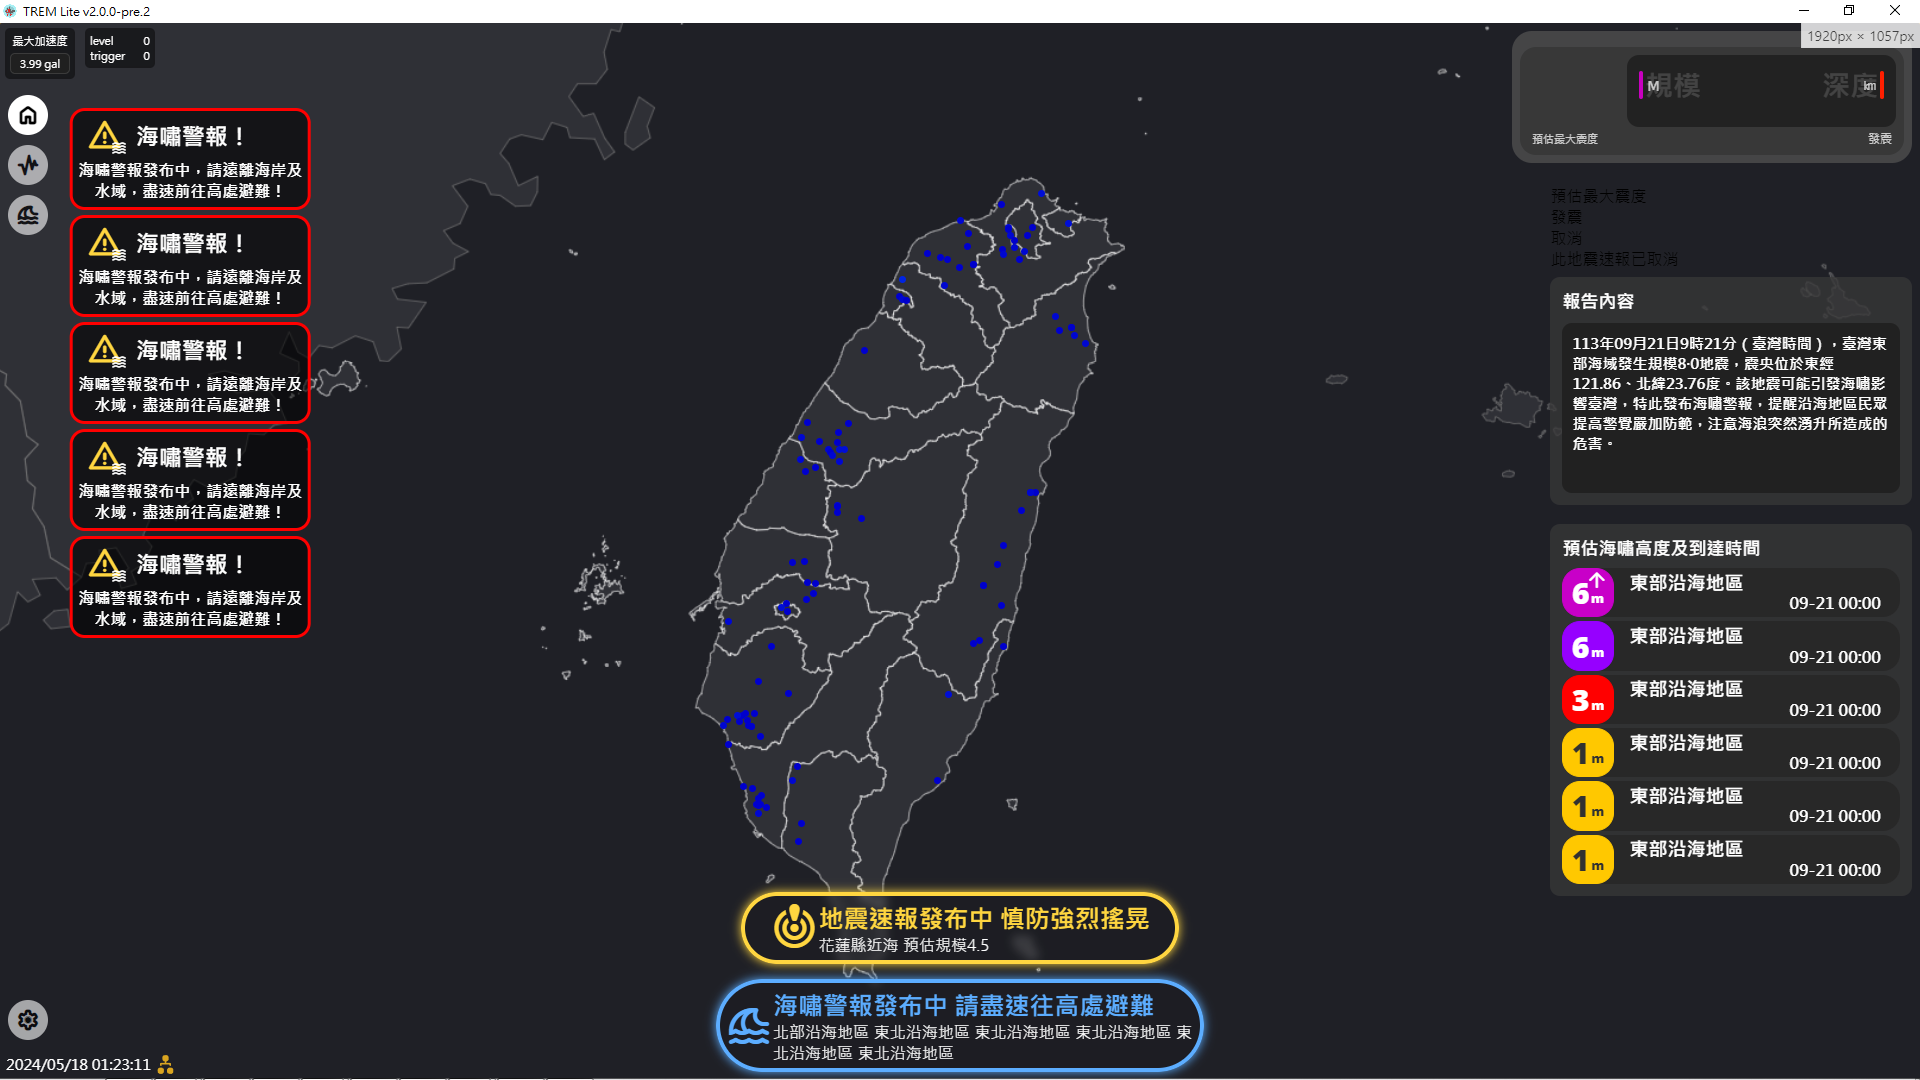 TREM Lite v2.0.0-pre.2
1920px × 1057px
最大加速度
3.99 gal
level 0
trigger 0
海嘯警報！
海嘯警報發布中，請遠離海岸及
水域，盡速前往高處避難！
海嘯警報！
海嘯警報發布中，請遠離海岸及
水域，盡速前往高處避難！
海嘯警報！
海嘯警報發布中，請遠離海岸及
水域，盡速前往高處避難！
海嘯警報！
海嘯警報發布中，請遠離海岸及
水域，盡速前往高處避難！
海嘯警報！
海嘯警報發布中，請遠離海岸及
水域，盡速前往高處避難！
規模 M
深度 km
預估最大震度
發震
預估最大震度
發震
取消
此地震速報已取消
報告內容
113年09月21日9時21分（臺灣時間），臺灣東
部海域發生規模8.0地震，震央位於東經
121.86、北緯23.76度。該地震可能引發海嘯影
響臺灣，特此發布海嘯警報，提醒沿海地區民眾
提高警覺嚴加防範，注意海浪突然湧升所造成的
危害。
預估海嘯高度及到達時間
6m↑ 東部沿海地區
09-21 00:00
6m 東部沿海地區
09-21 00:00
3m 東部沿海地區
09-21 00:00
1m 東部沿海地區
09-21 00:00
1m 東部沿海地區
09-21 00:00
1m 東部沿海地區
09-21 00:00
地震速報發布中 慎防強烈搖晃
花蓮縣近海 預估規模4.5
海嘯警報發布中 請盡速往高處避難
北部沿海地區 東北沿海地區 東北沿海地區 東北沿海地區 東
北沿海地區 東北沿海地區
2024/05/18 01:23:11